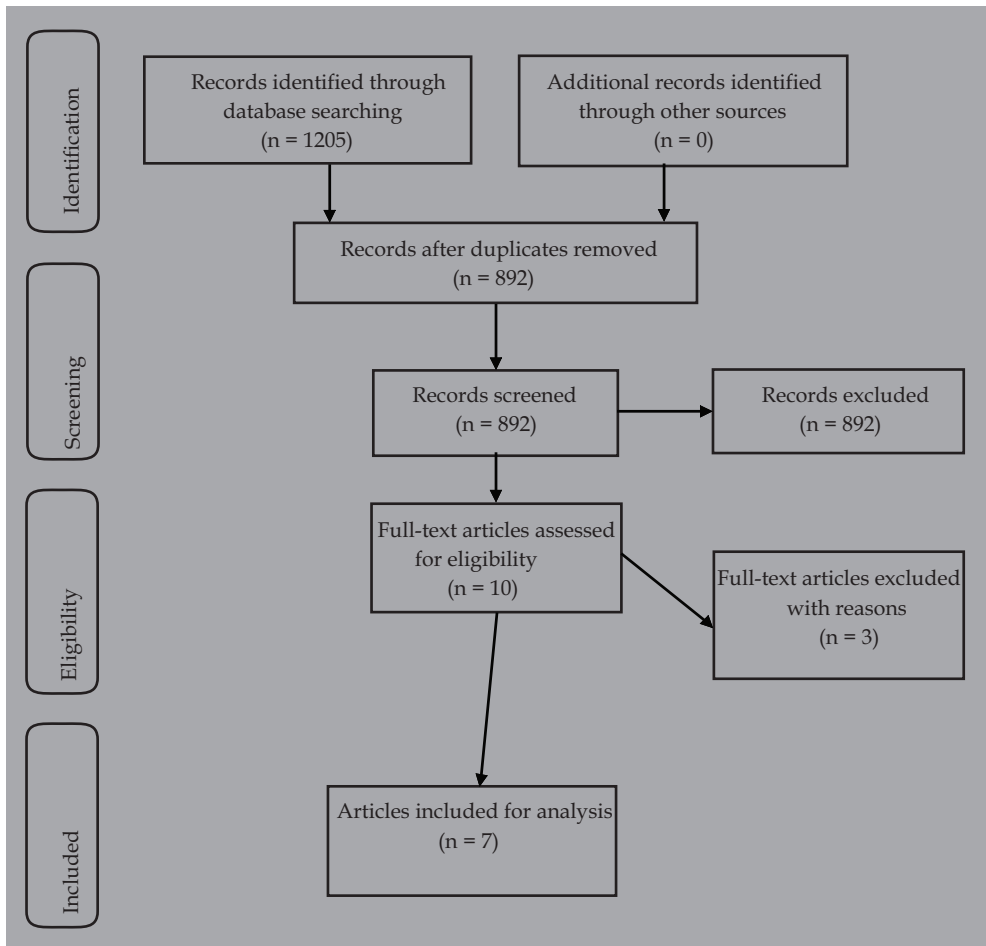 Identification
Records identified through
database searching
(n = 1205)
Additional records identified
through other sources
(n = 0)
Records after duplicates removed
(n = 892)
Screening
Records screened
(n = 892)
Records excluded
(n = 892)
Eligibility
Full-text articles assessed
for eligibility
(n = 10)
Full-text articles excluded
with reasons
(n = 3)
Included
Articles included for analysis
(n = 7)